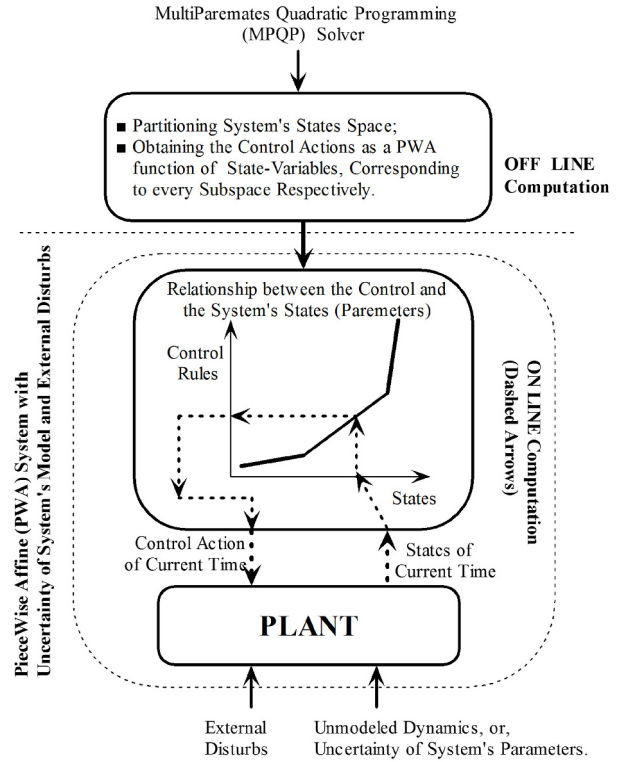 MultiParemates Quadratic Programming
(MPQP) Solver
■ Partitioning System's States Space;
■ Obtaining the Control Actions as a PWA
function of State-Variables, Corresponding
to every Subspace Respectively.
OFF LINE
Computation
PieceWise Affine (PWA) System with
Uncertainty of System's Model and External Disturbs
Relationship between the Control and
the System's States (Paremeters)
Control
Rules
States
ON LINE Computation
(Dashed Arrows)
Control Action
of Current Time
Statcs of
Current Time
PLANT
External
Disturbs
Unmodeled Dynamics, or,
Uncertainty of System's Parameters.